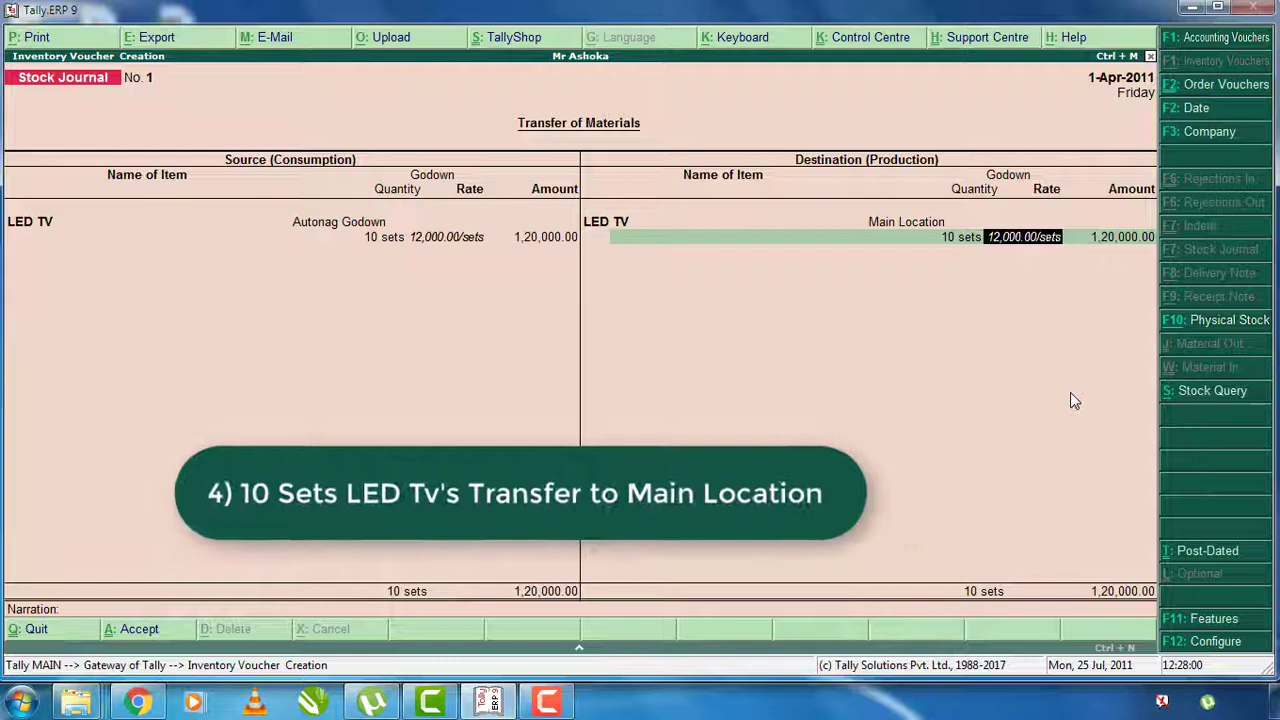 Tally.ERP 9
P: Print E: Export M: E-Mail O: Upload S: TallyShop G: Language K: Keyboard K: Control Centre H: Support Centre H: Help
Inventory Voucher Creation Mr Ashoka Ctrl + M
Stock Journal No. 1 1-Apr-2011
Friday
Transfer of Materials
Source (Consumption) Destination (Production)
Name of Item Godown Name of Item Godown
Quantity Rate Amount Quantity Rate Amount
LED TV Autonag Godown LED TV Main Location
10 sets 12,000.00/sets 1,20,000.00 10 sets 12,000.00/sets 1,20,000.00
4) 10 Sets LED Tv's Transfer to Main Location
10 sets 1,20,000.00 10 sets 1,20,000.00
Narration:
Q: Quit A: Accept D: Delete X: Cancel
Ctrl + N
Tally MAIN --> Gateway of Tally --> Inventory Voucher Creation (c) Tally Solutions Pvt. Ltd., 1988-2017 Mon, 25 Jul, 2011 12:28:00
F1: Accounting Vouchers
F1: Inventory Vouchers
F2: Order Vouchers
F2: Date
F3: Company
F6: Rejections In
F6: Rejections Out
F7: Indent
F7: Stock Journal
F8: Delivery Note
F9: Receipt Note
F10: Physical Stock
J: Material Out
W: Material In
S: Stock Query
T: Post-Dated
L: Optional
F11: Features
F12: Configure
Tally
ERP 9